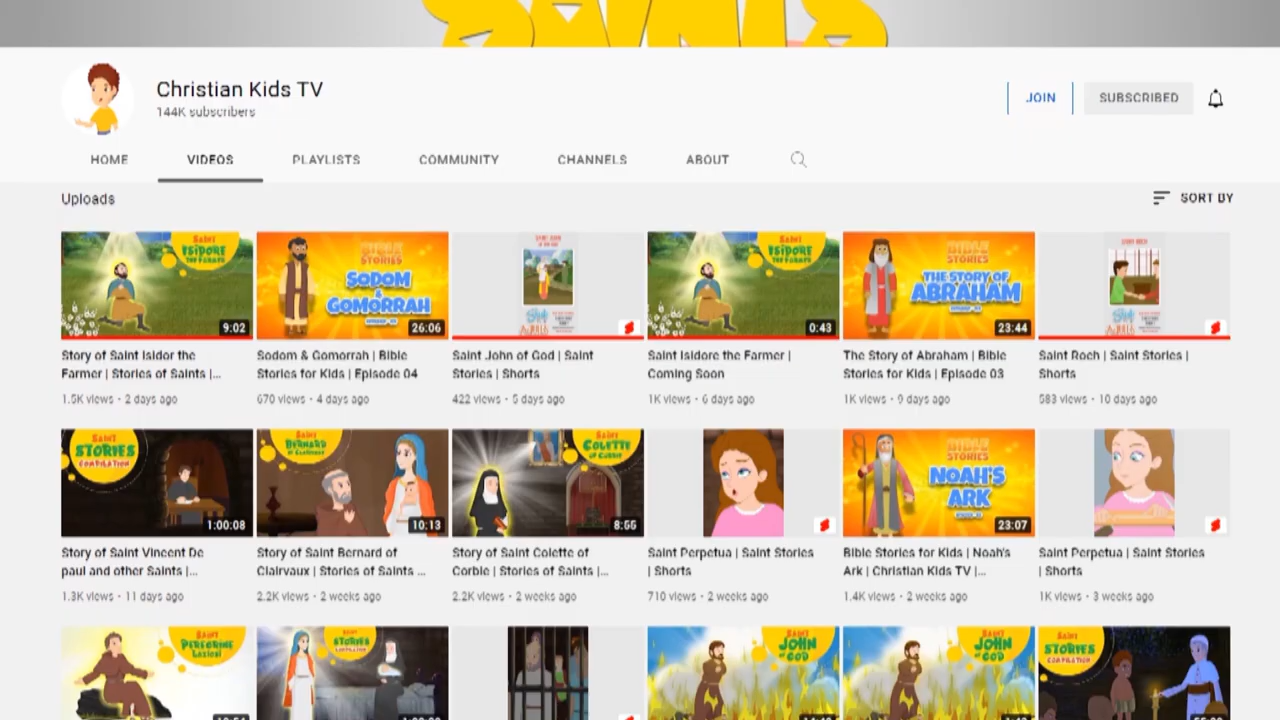 SAINTS
Christian Kids TV
144K subscribers
JOIN
SUBSCRIBED
HOME
VIDEOS
PLAYLISTS
COMMUNITY
CHANNELS
ABOUT
Uploads
SORT BY
SAINT
ISIDORE
THE FARMER
9:02
BIBLE
STORIES
SODOM
&
GOMORRAH
26:06
SAINT
ISIDORE
THE FARMER
0:43
BIBLE
STORIES
THE STORY OF
ABRAHAM
23:44
SAINT ROCH
Story of Saint Isidor the
Farmer | Stories of Saints |...
1.5K views • 2 days ago
Sodom & Gomorrah | Bible
Stories for Kids | Episode 04
670 views • 4 days ago
Saint John of God | Saint
Stories | Shorts
422 views • 5 days ago
Saint Isidore the Farmer |
Coming Soon
1K views • 6 days ago
The Story of Abraham | Bible
Stories for Kids | Episode 03
1K views • 9 days ago
Saint Roch | Saint Stories |
Shorts
583 views • 10 days ago
SAINT
STORIES
COMPILATION
1:00:08
SAINT
BERNARD
OF CLAIRVAUX
10:13
SAINT
COLETTE
OF CORBIE
8:55
BIBLE
STORIES
NOAH'S
ARK
23:07
Story of Saint Vincent De
paul and other Saints |...
1.3K views • 11 days ago
Story of Saint Bernard of
Clairvaux | Stories of Saints ...
2.2K views • 2 weeks ago
Story of Saint Colette of
Corbie | Stories of Saints |...
2.2K views • 2 weeks ago
Saint Perpetua | Saint Stories
| Shorts
710 views • 2 weeks ago
Bible Stories for Kids | Noah's
Ark | Christian Kids TV |...
1.4K views • 2 weeks ago
Saint Perpetua | Saint Stories
| Shorts
1K views • 3 weeks ago
SAINT
PEREGRINE
LAZIOSI
SAINT
STORIES
COMPILATION
SAINT
JOHN
OF GOD
SAINT
JOHN
OF GOD
SAINT
STORIES
COMPILATION